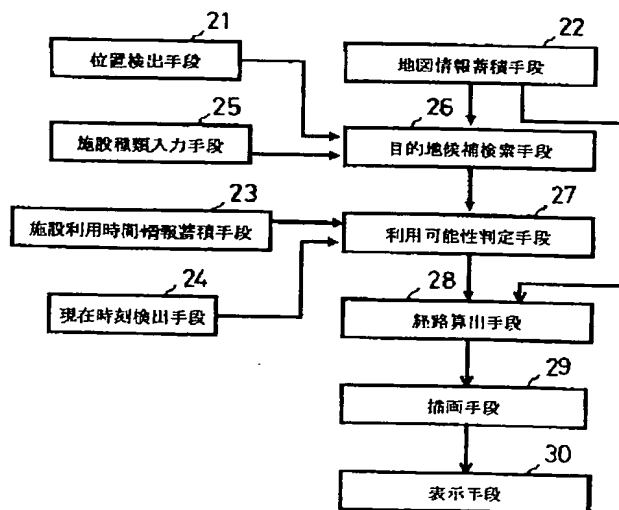 21
位置検出手段
22
地図情報蓄積手段
25
施設種類入力手段
26
目的地候補検索手段
23
施設利用時間情報蓄積手段
27
利用可能性判定手段
24
現在時刻検出手段
28
経路算出手段
29
描画手段
30
表示手段